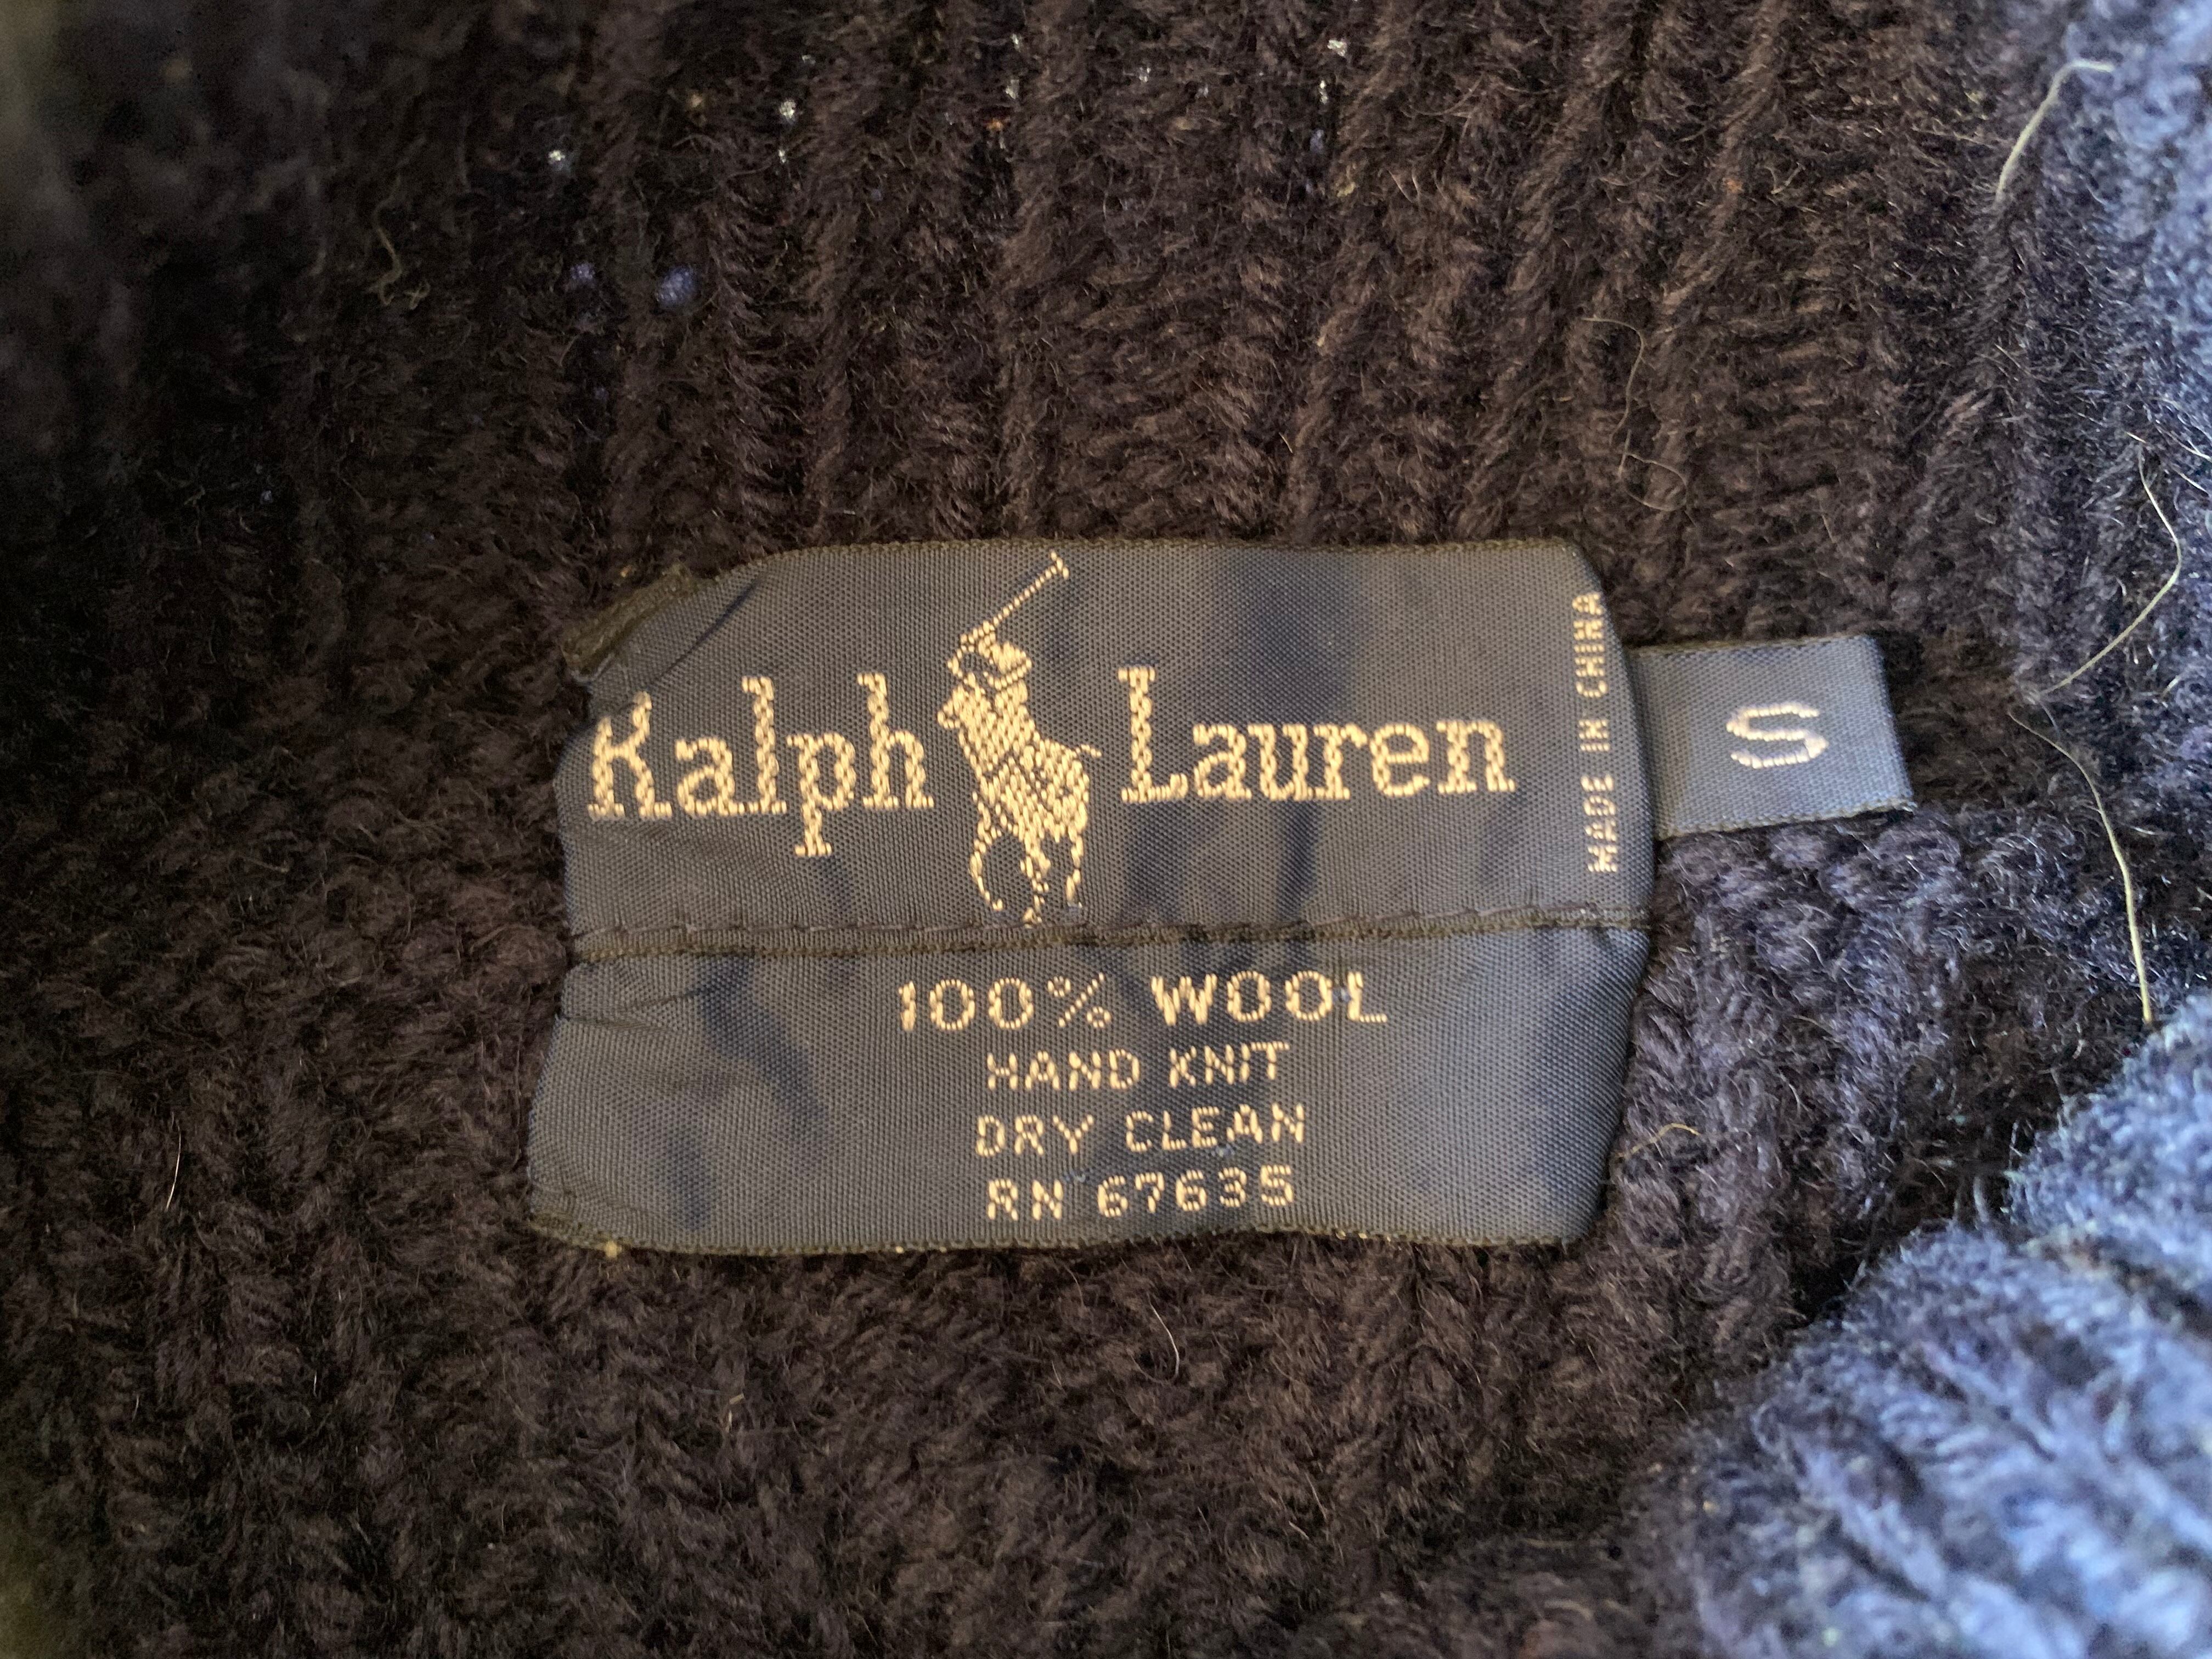 Ralph Lauren
MADE IN CHINA
S
100% WOOL
HAND KNIT
DRY CLEAN
RN 67635